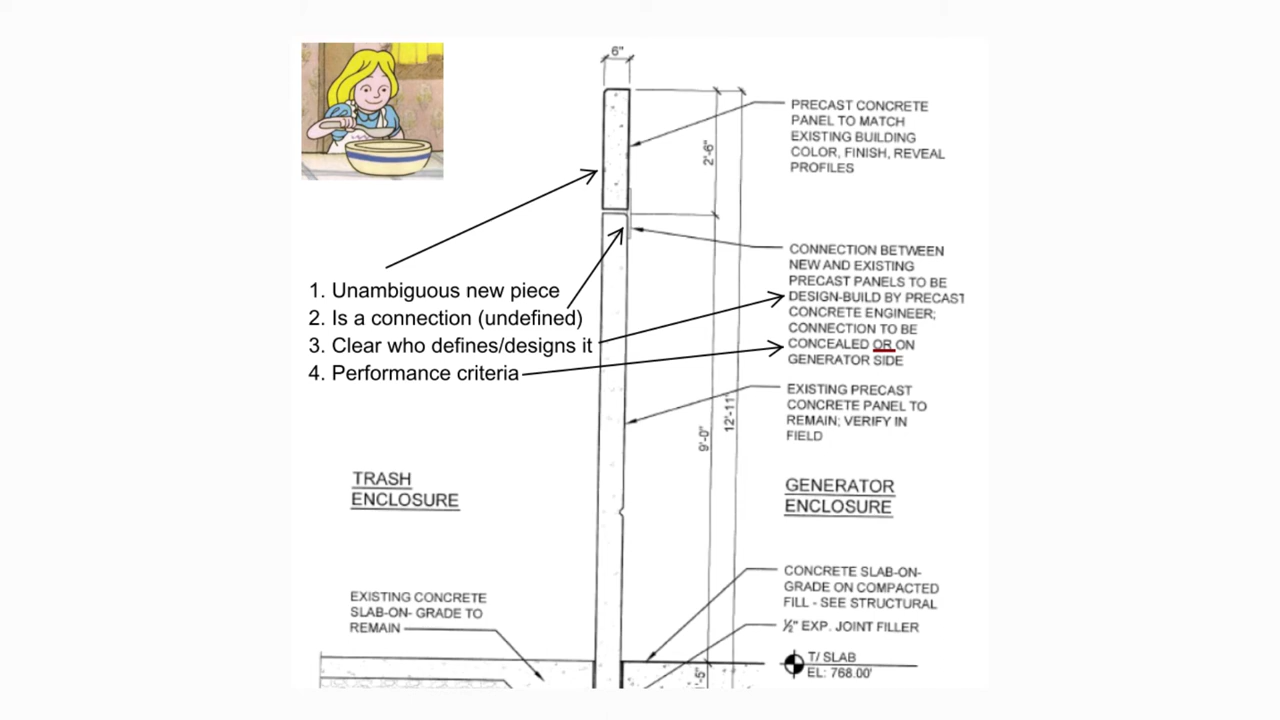 6"
PRECAST CONCRETE
PANEL TO MATCH
EXISTING BUILDING
COLOR, FINISH, REVEAL
PROFILES
2'-6"
CONNECTION BETWEEN
NEW AND EXISTING
PRECAST PANELS TO BE
DESIGN-BUILD BY PRECAST
CONCRETE ENGINEER;
CONNECTION TO BE
CONCEALED OR ON
GENERATOR SIDE
1. Unambiguous new piece
2. Is a connection (undefined)
3. Clear who defines/designs it
4. Performance criteria
EXISTING PRECAST
CONCRETE PANEL TO
REMAIN; VERIFY IN
FIELD
9'-0"
12'-11"
TRASH
ENCLOSURE
GENERATOR
ENCLOSURE
CONCRETE SLAB-ON-
GRADE ON COMPACTED
FILL - SEE STRUCTURAL
½" EXP. JOINT FILLER
EXISTING CONCRETE
SLAB-ON- GRADE TO
REMAIN
T/ SLAB
EL: 768.00'